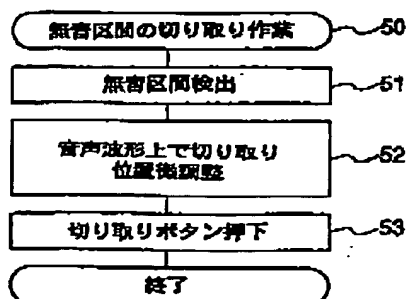 無音区間の切り取り作業 50
無音区間検出 51
音声波形上で切り取り
位置微調整 52
切り取りボタン押下 53
終了